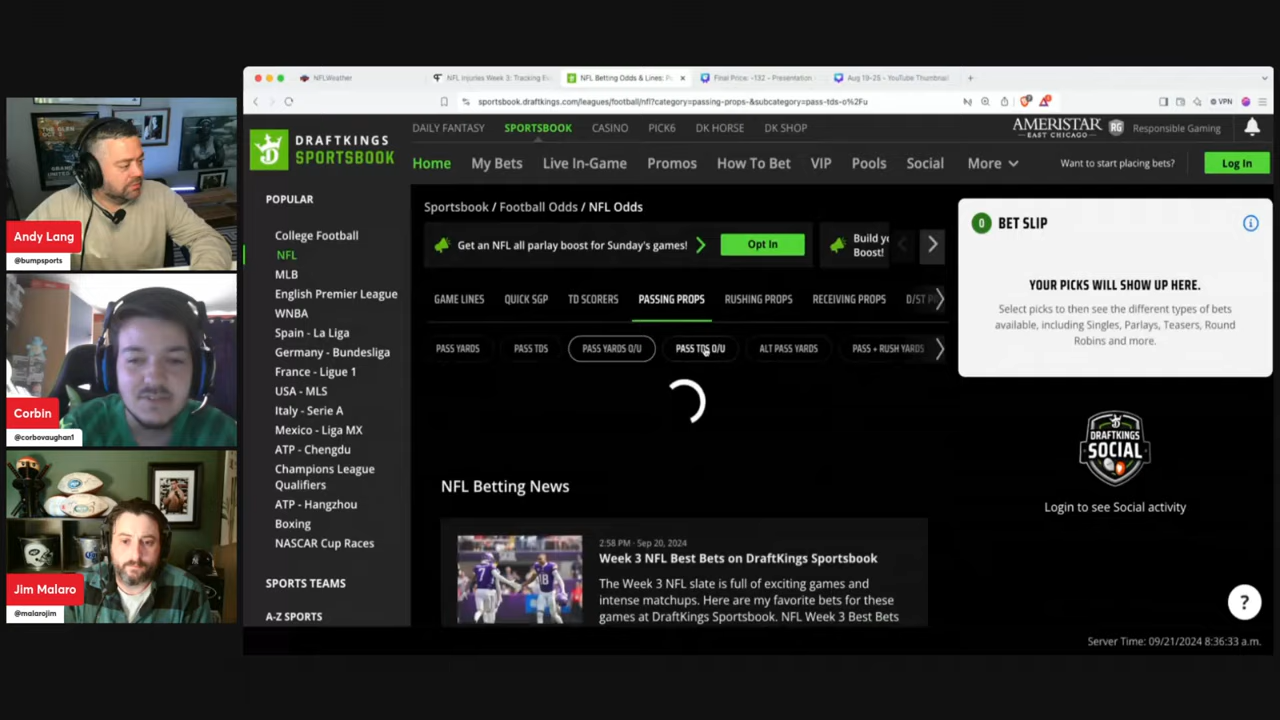 NFLWeather
NFL Injuries Week 3: Tracking E
NFL Betting Odds & Lines: P
Final Price: -132 - Presentation
Aug 19-25 - YouTube Thumbnail
sportsbook.draftkings.com/leagues/football/nfl?category=passing-props-&subcategory=pass-tds-o%2Fu
VPN
DRAFTKINGS
SPORTSBOOK
DAILY FANTASY
SPORTSBOOK
CASINO
PICK6
DK HORSE
DK SHOP
AMERISTAR
EAST CHICAGO
RG
Responsible Gaming
Home
My Bets
Live In-Game
Promos
How To Bet
VIP
Pools
Social
More
Want to start placing bets?
Log In
POPULAR
College Football
NFL
MLB
English Premier League
WNBA
Spain - La Liga
Germany - Bundesliga
France - Ligue 1
USA - MLS
Italy - Serie A
Mexico - Liga MX
ATP - Chengdu
Champions League
Qualifiers
ATP - Hangzhou
Boxing
NASCAR Cup Races
SPORTS TEAMS
A-Z SPORTS
Sportsbook / Football Odds / NFL Odds
Get an NFL all parlay boost for Sunday's games!
Opt In
Build y
Boost!
GAME LINES
QUICK SGP
TD SCORERS
PASSING PROPS
RUSHING PROPS
RECEIVING PROPS
D/ST P
PASS YARDS
PASS TDS
PASS YARDS O/U
PASS TDS O/U
ALT PASS YARDS
PASS + RUSH YARDS
NFL Betting News
2:58 PM - Sep 20, 2024
Week 3 NFL Best Bets on DraftKings Sportsbook
The Week 3 NFL slate is full of exciting games and
intense matchups. Here are my favorite bets for these
games at DraftKings Sportsbook. NFL Week 3 Best Bets
0
BET SLIP
YOUR PICKS WILL SHOW UP HERE.
Select picks to then see the different types of bets
available, including Singles, Parlays, Teasers, Round
Robins and more.
DRAFTKINGS
SOCIAL
Login to see Social activity
?
Server Time: 09/21/2024 8:36:33 a.m.
Andy Lang
@bumpsports
Corbin
@corbovaughan1
Jim Malaro
@malarojim